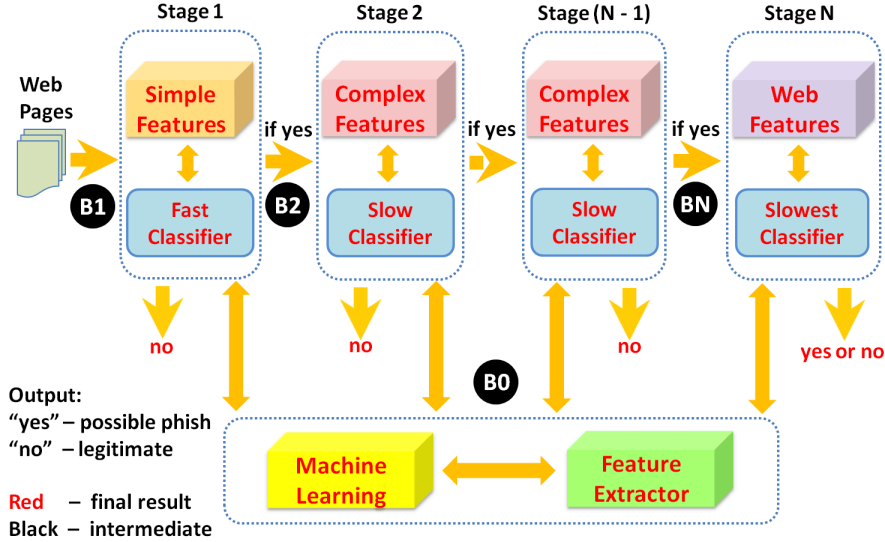 Stage 1
Stage 2
Stage (N - 1)
Stage N
Web
Pages
Simple
Features
if yes
Complex
Features
if yes
Complex
Features
if yes
Web
Features
B1
Fast
Classifier
B2
Slow
Classifier
Slow
Classifier
BN
Slowest
Classifier
no
no
no
yes or no
B0
Output:
“yes” – possible phish
“no” – legitimate
Red – final result
Black – intermediate
Machine
Learning
Feature
Extractor